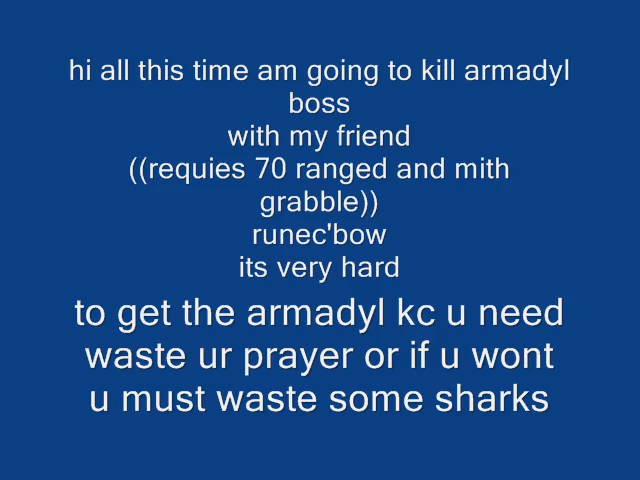 hi all this time am going to kill armadyl
boss
with my friend
((requies 70 ranged and mith
grabble))
runec'bow
its very hard
to get the armadyl kc u need
waste ur prayer or if u wont
u must waste some sharks